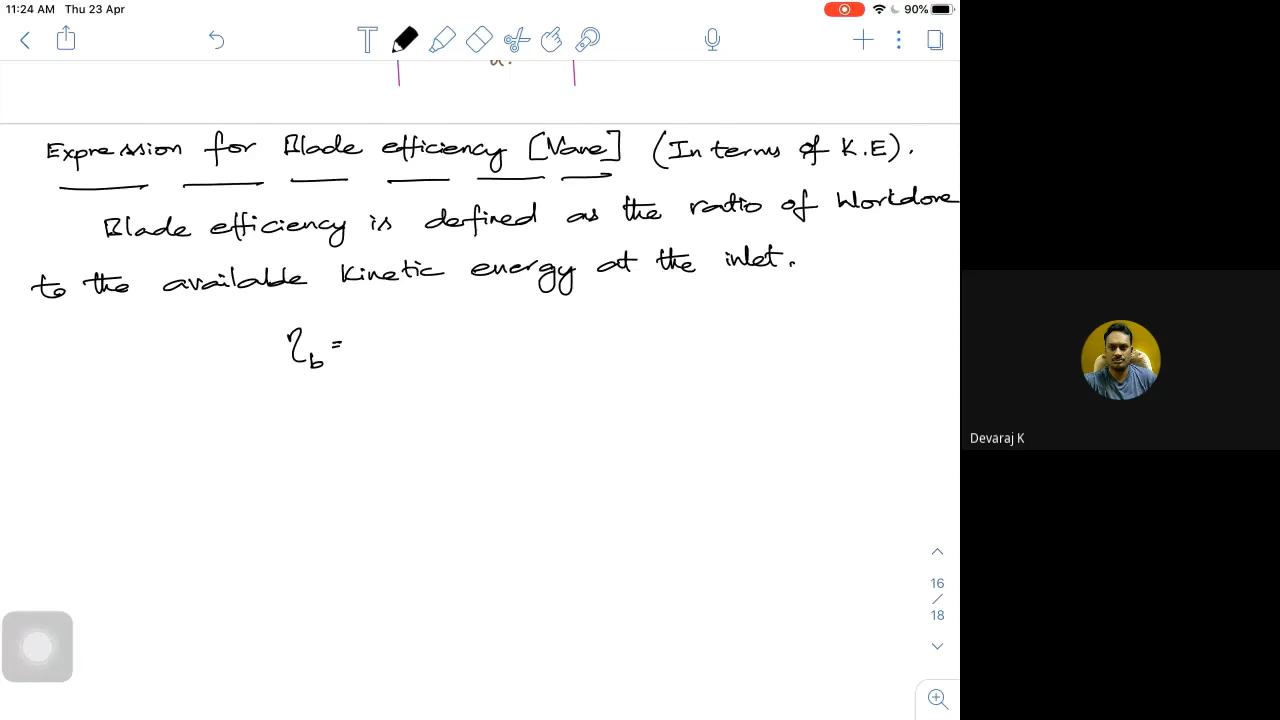 11:24 AM Thu 23 Apr
90%
T
u.
Expression for Blade efficiency [Vane] (In terms of K.E).
Blade efficiency is defined as the ratio of Workdone
to the available Kinetic energy at the inlet.
η_b =
Devaraj K
16
/
18